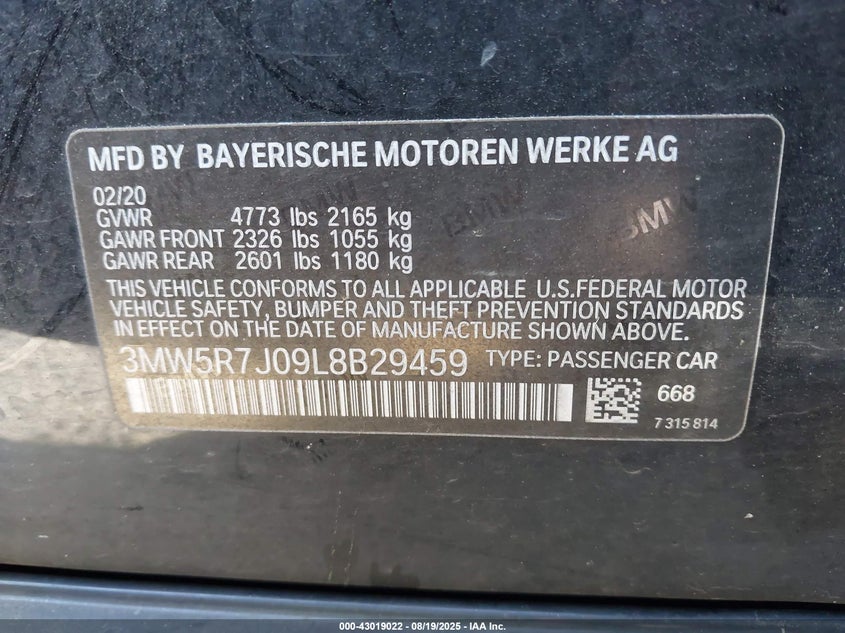 MFD BY BAYERISCHE MOTOREN WERKE AG
02/20
GVWR 4773 lbs 2165 kg
GAWR FRONT 2326 lbs 1055 kg
GAWR REAR 2601 lbs 1180 kg
THIS VEHICLE CONFORMS TO ALL APPLICABLE U.S.FEDERAL MOTOR
VEHICLE SAFETY, BUMPER AND THEFT PREVENTION STANDARDS
IN EFFECT ON THE DATE OF MANUFACTURE SHOWN ABOVE.
3MW5R7J09L8B29459 TYPE: PASSENGER CAR
668
7 315 814
BMW
BMW
000-43019022 - 08/19/2025 - IAA Inc.